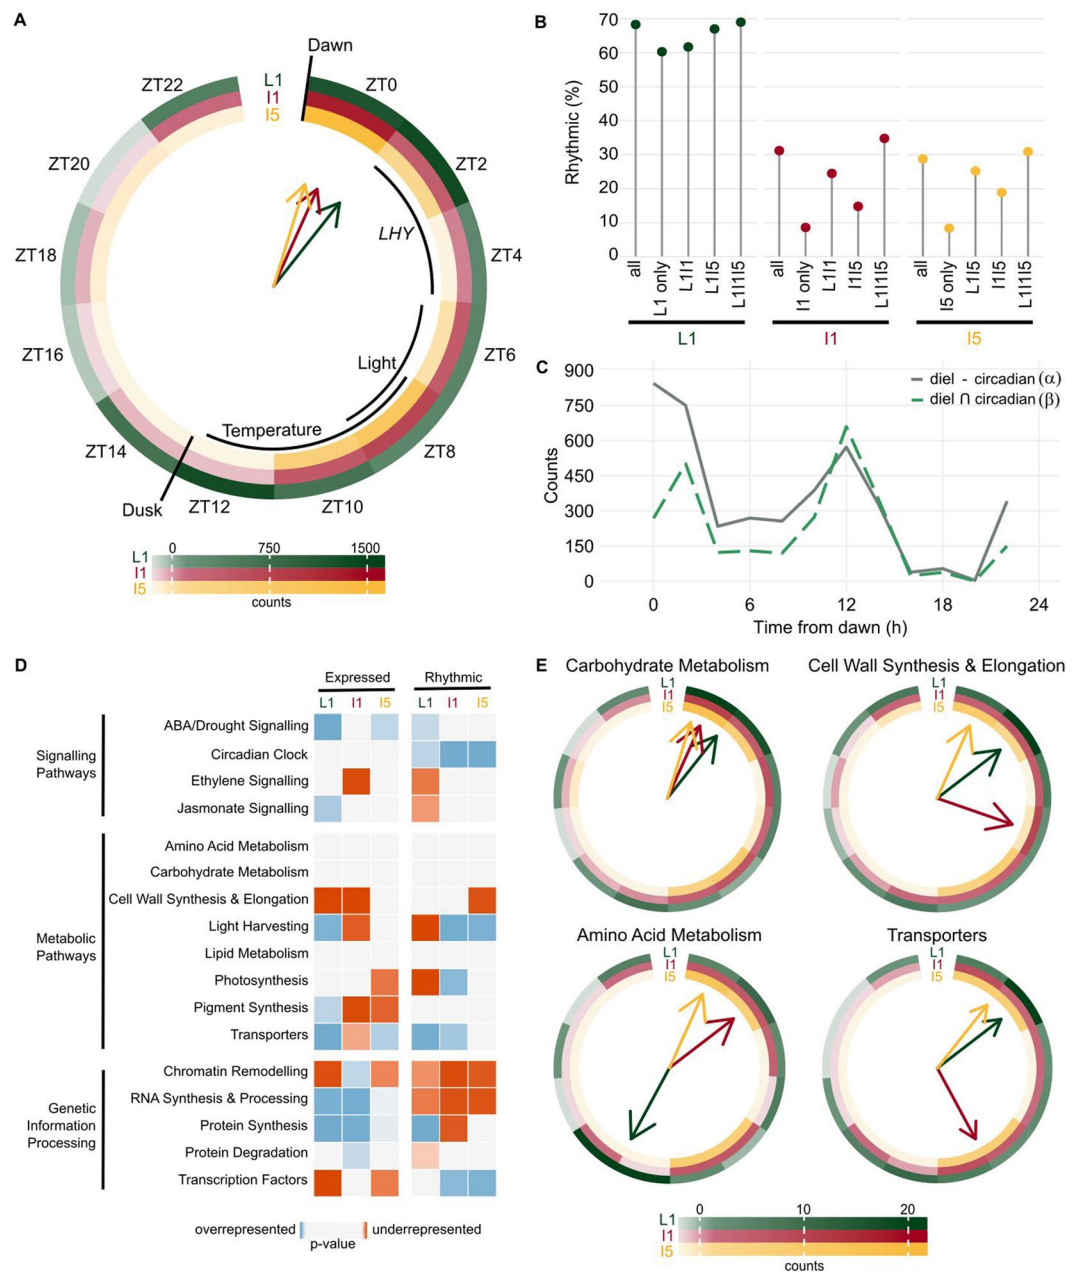 A
Dawn
L1
I1
I5
ZT22
ZT0
ZT20
ZT2
LHY
ZT18
ZT4
ZT16
ZT6
Light
Temperature
ZT14
ZT8
Dusk
ZT12
ZT10
0 750 1500
L1
I1
I5
counts
B
Rhythmic (%)
70
60
50
40
30
20
10
0
all
L1 only
L1I1
L1I5
L1I1I5
all
I1 only
L1I1
I1I5
L1I1I5
all
I5 only
L1I5
I1I5
L1I1I5
L1
I1
I5
C
diel - circadian (α)
diel ∩ circadian (β)
Counts
900
750
600
450
300
150
0
0 6 12 18 24
Time from dawn (h)
D
Expressed Rhythmic
L1 I1 I5 L1 I1 I5
Signalling
Pathways
ABA/Drought Signalling
Circadian Clock
Ethylene Signalling
Jasmonate Signalling
Metabolic
Pathways
Amino Acid Metabolism
Carbohydrate Metabolism
Cell Wall Synthesis & Elongation
Light Harvesting
Lipid Metabolism
Photosynthesis
Pigment Synthesis
Transporters
Genetic
Information
Processing
Chromatin Remodelling
RNA Synthesis & Processing
Protein Synthesis
Protein Degradation
Transcription Factors
overrepresented underrepresented
p-value
E
Carbohydrate Metabolism
L1
I1
I5
Cell Wall Synthesis & Elongation
L1
I1
I5
Amino Acid Metabolism
L1
I1
I5
Transporters
L1
I1
I5
0 10 20
L1
I1
I5
counts